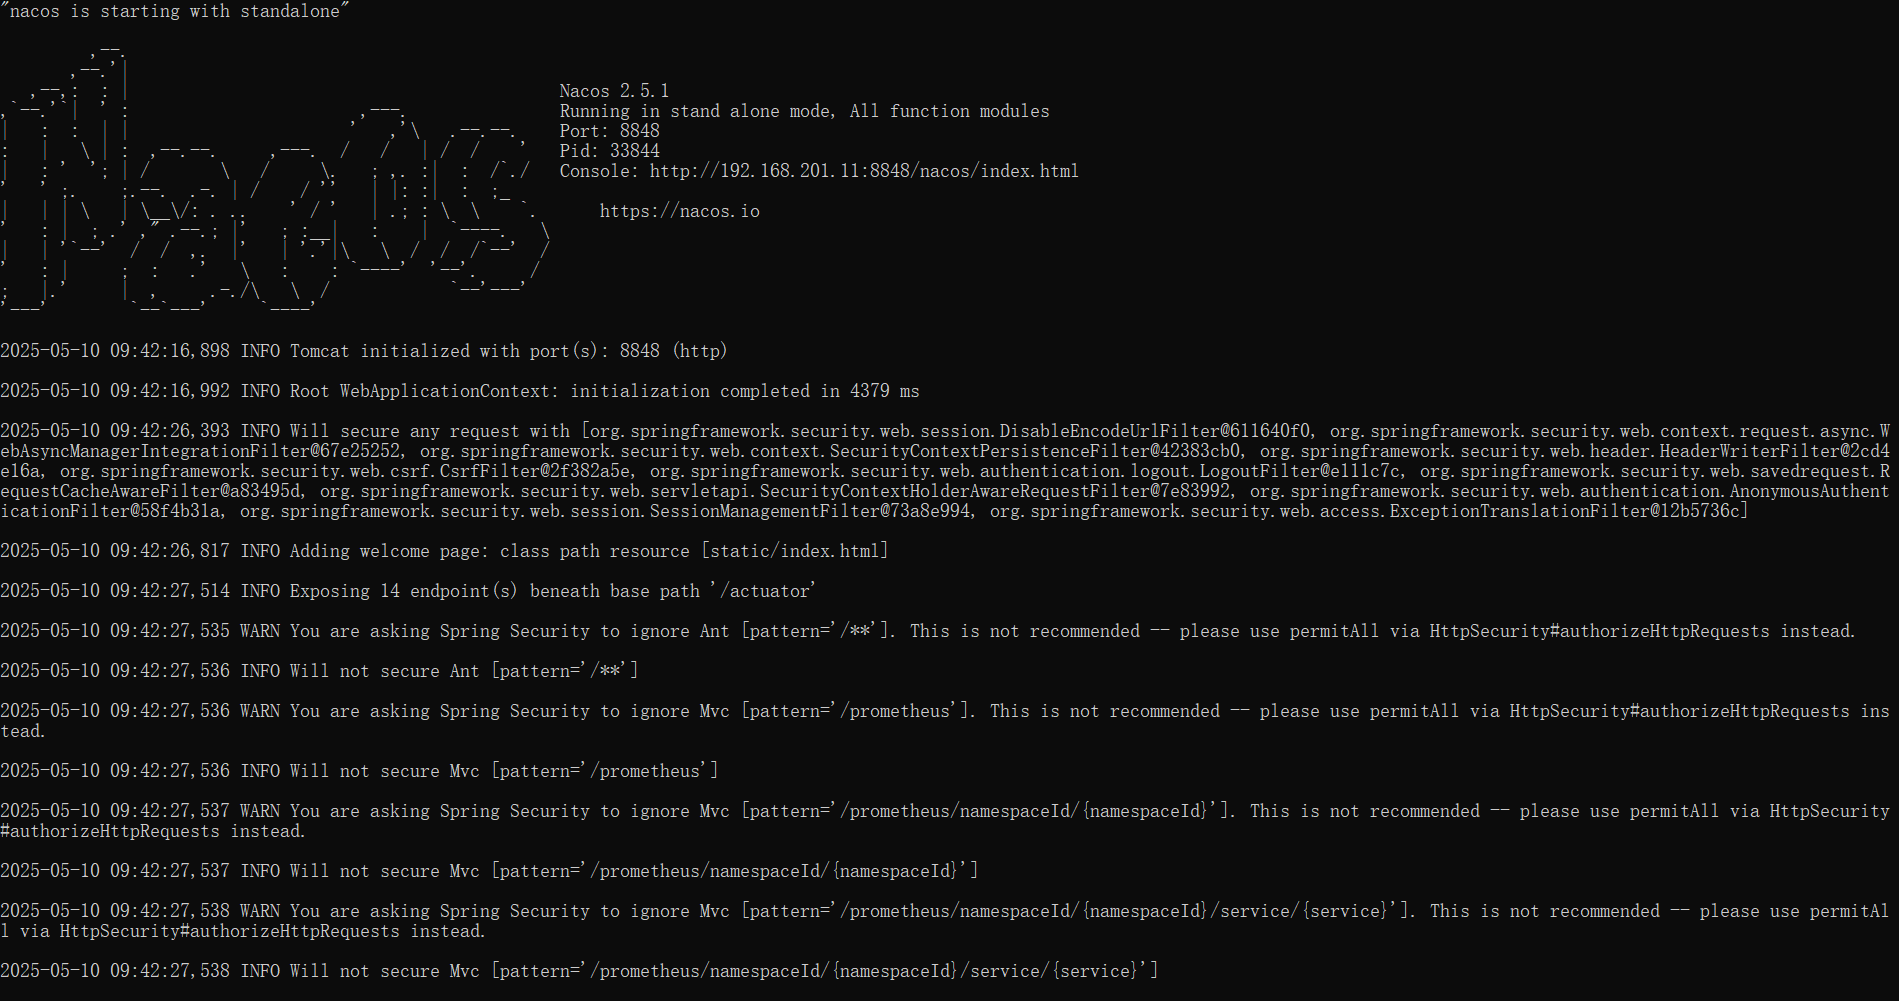 "nacos is starting with standalone"
Nacos 2.5.1
Running in stand alone mode, All function modules
Port: 8848
Pid: 33844
Console: http://192.168.201.11:8848/nacos/index.html
https://nacos.io
2025-05-10 09:42:16,898 INFO Tomcat initialized with port(s): 8848 (http)
2025-05-10 09:42:16,992 INFO Root WebApplicationContext: initialization completed in 4379 ms
2025-05-10 09:42:26,393 INFO Will secure any request with [org.springframework.security.web.session.DisableEncodeUrlFilter@611640f0, org.springframework.security.web.context.request.async.W
ebAsyncManagerIntegrationFilter@67e25252, org.springframework.security.web.context.SecurityContextPersistenceFilter@42383cb0, org.springframework.security.web.header.HeaderWriterFilter@2cd4
e16a, org.springframework.security.web.csrf.CsrfFilter@2f382a5e, org.springframework.security.web.authentication.logout.LogoutFilter@e111c7c, org.springframework.security.web.savedrequest.R
equestCacheAwareFilter@a83495d, org.springframework.security.web.servletapi.SecurityContextHolderAwareRequestFilter@7e83992, org.springframework.security.web.authentication.AnonymousAuthent
icationFilter@58f4b31a, org.springframework.security.web.session.SessionManagementFilter@73a8e994, org.springframework.security.web.access.ExceptionTranslationFilter@12b5736c]
2025-05-10 09:42:26,817 INFO Adding welcome page: class path resource [static/index.html]
2025-05-10 09:42:27,514 INFO Exposing 14 endpoint(s) beneath base path '/actuator'
2025-05-10 09:42:27,535 WARN You are asking Spring Security to ignore Ant [pattern='/**']. This is not recommended -- please use permitAll via HttpSecurity#authorizeHttpRequests instead.
2025-05-10 09:42:27,536 INFO Will not secure Ant [pattern='/**']
2025-05-10 09:42:27,536 WARN You are asking Spring Security to ignore Mvc [pattern='/prometheus']. This is not recommended -- please use permitAll via HttpSecurity#authorizeHttpRequests ins
tead.
2025-05-10 09:42:27,536 INFO Will not secure Mvc [pattern='/prometheus']
2025-05-10 09:42:27,537 WARN You are asking Spring Security to ignore Mvc [pattern='/prometheus/namespaceId/{namespaceId}']. This is not recommended -- please use permitAll via HttpSecurity
#authorizeHttpRequests instead.
2025-05-10 09:42:27,537 INFO Will not secure Mvc [pattern='/prometheus/namespaceId/{namespaceId}']
2025-05-10 09:42:27,538 WARN You are asking Spring Security to ignore Mvc [pattern='/prometheus/namespaceId/{namespaceId}/service/{service}']. This is not recommended -- please use permitAl
l via HttpSecurity#authorizeHttpRequests instead.
2025-05-10 09:42:27,538 INFO Will not secure Mvc [pattern='/prometheus/namespaceId/{namespaceId}/service/{service}']